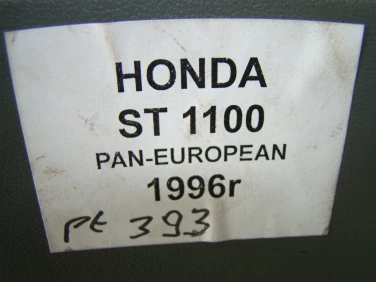 HONDA
ST 1100
PAN-EUROPEAN
1996r
pt 393